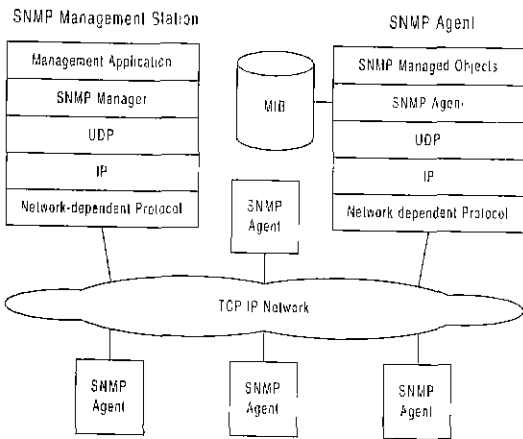 SNMP Management Station
Management Application
SNMP Manager
UDP
IP
Network-dependent Protocol
MIB
SNMP Agent
SNMP Managed Objects
SNMP Agent
UDP
IP
Network dependent Protocol
SNMP
Agent
TCP IP Network
SNMP
Agent
SNMP
Agent
SNMP
Agent